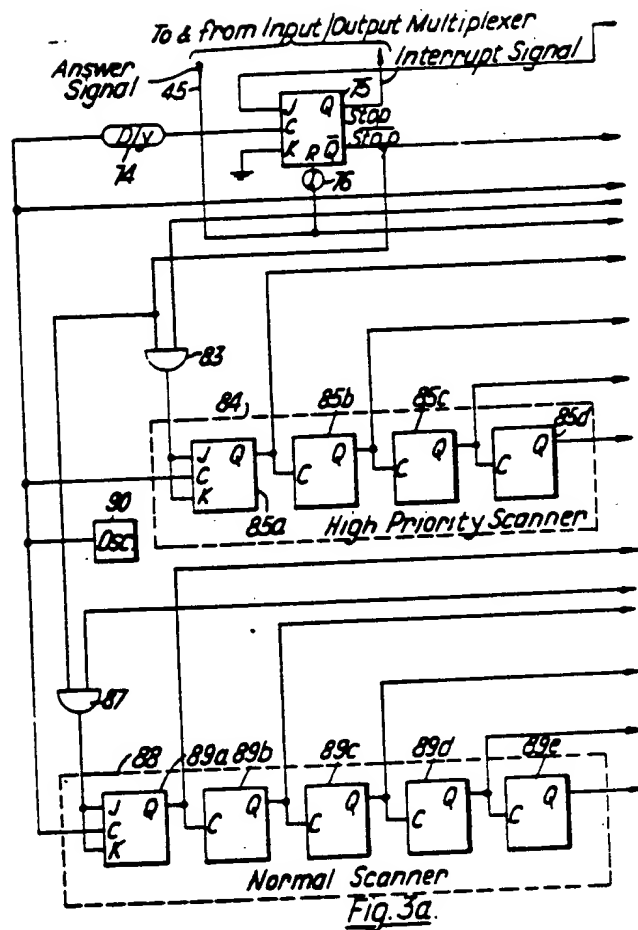 To & from Input/Output Multiplexer
Answer Signal
45
75
Interrupt Signal
J Q
Stop
C
Stop
K R Q̅
D/y
74
76
83
84
85b
85c
85d
J Q
C
K
C Q
C Q
C Q
85a
High Priority Scanner
90
Osc.
87
88
89a
89b
89c
89d
89e
J Q
C
K
C Q
C Q
C Q
C Q
Normal Scanner
Fig. 3a.